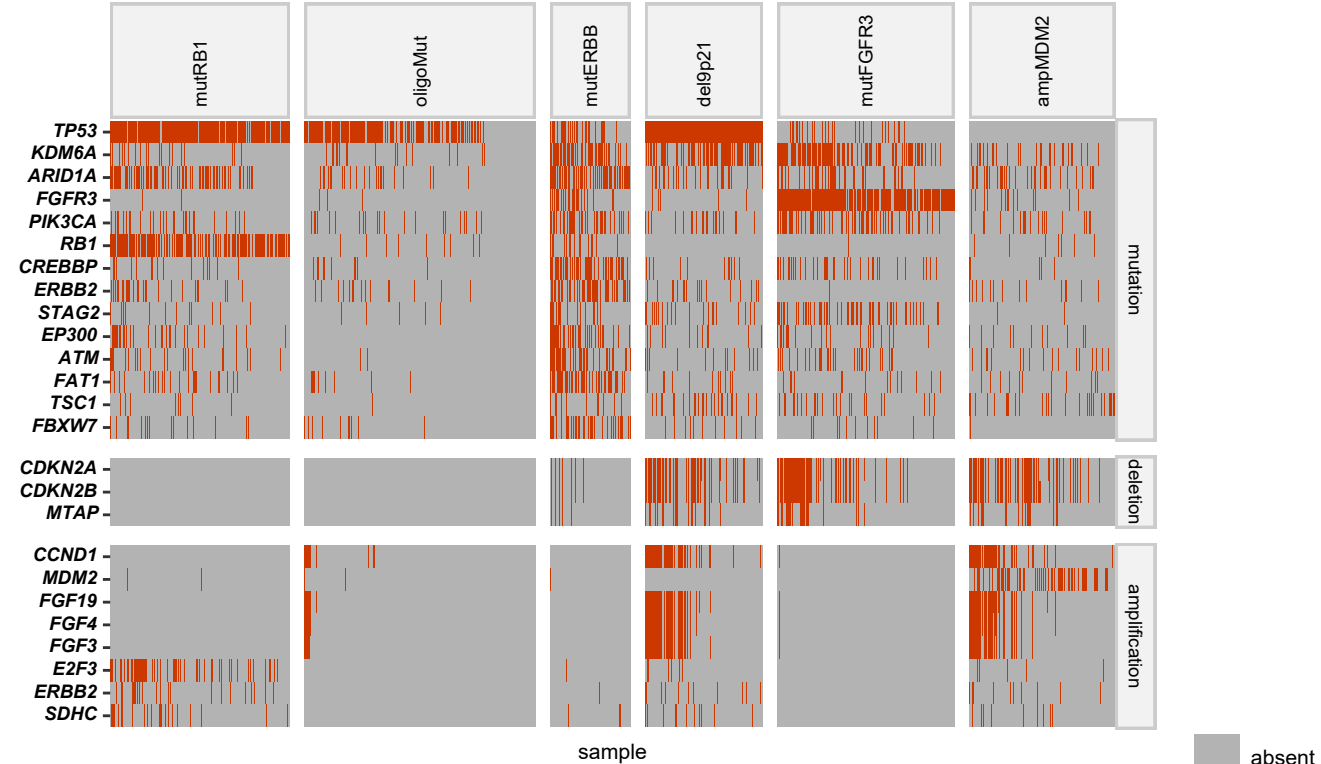 mutRB1
oligoMut
mutERBB
del9p21
mutFGFR3
ampMDM2
TP53
KDM6A
ARID1A
FGFR3
PIK3CA
RB1
CREBBP
ERBB2
STAG2
EP300
ATM
FAT1
TSC1
FBXW7
mutation
CDKN2A
CDKN2B
MTAP
deletion
CCND1
MDM2
FGF19
FGF4
FGF3
E2F3
ERBB2
SDHC
amplification
sample
absent